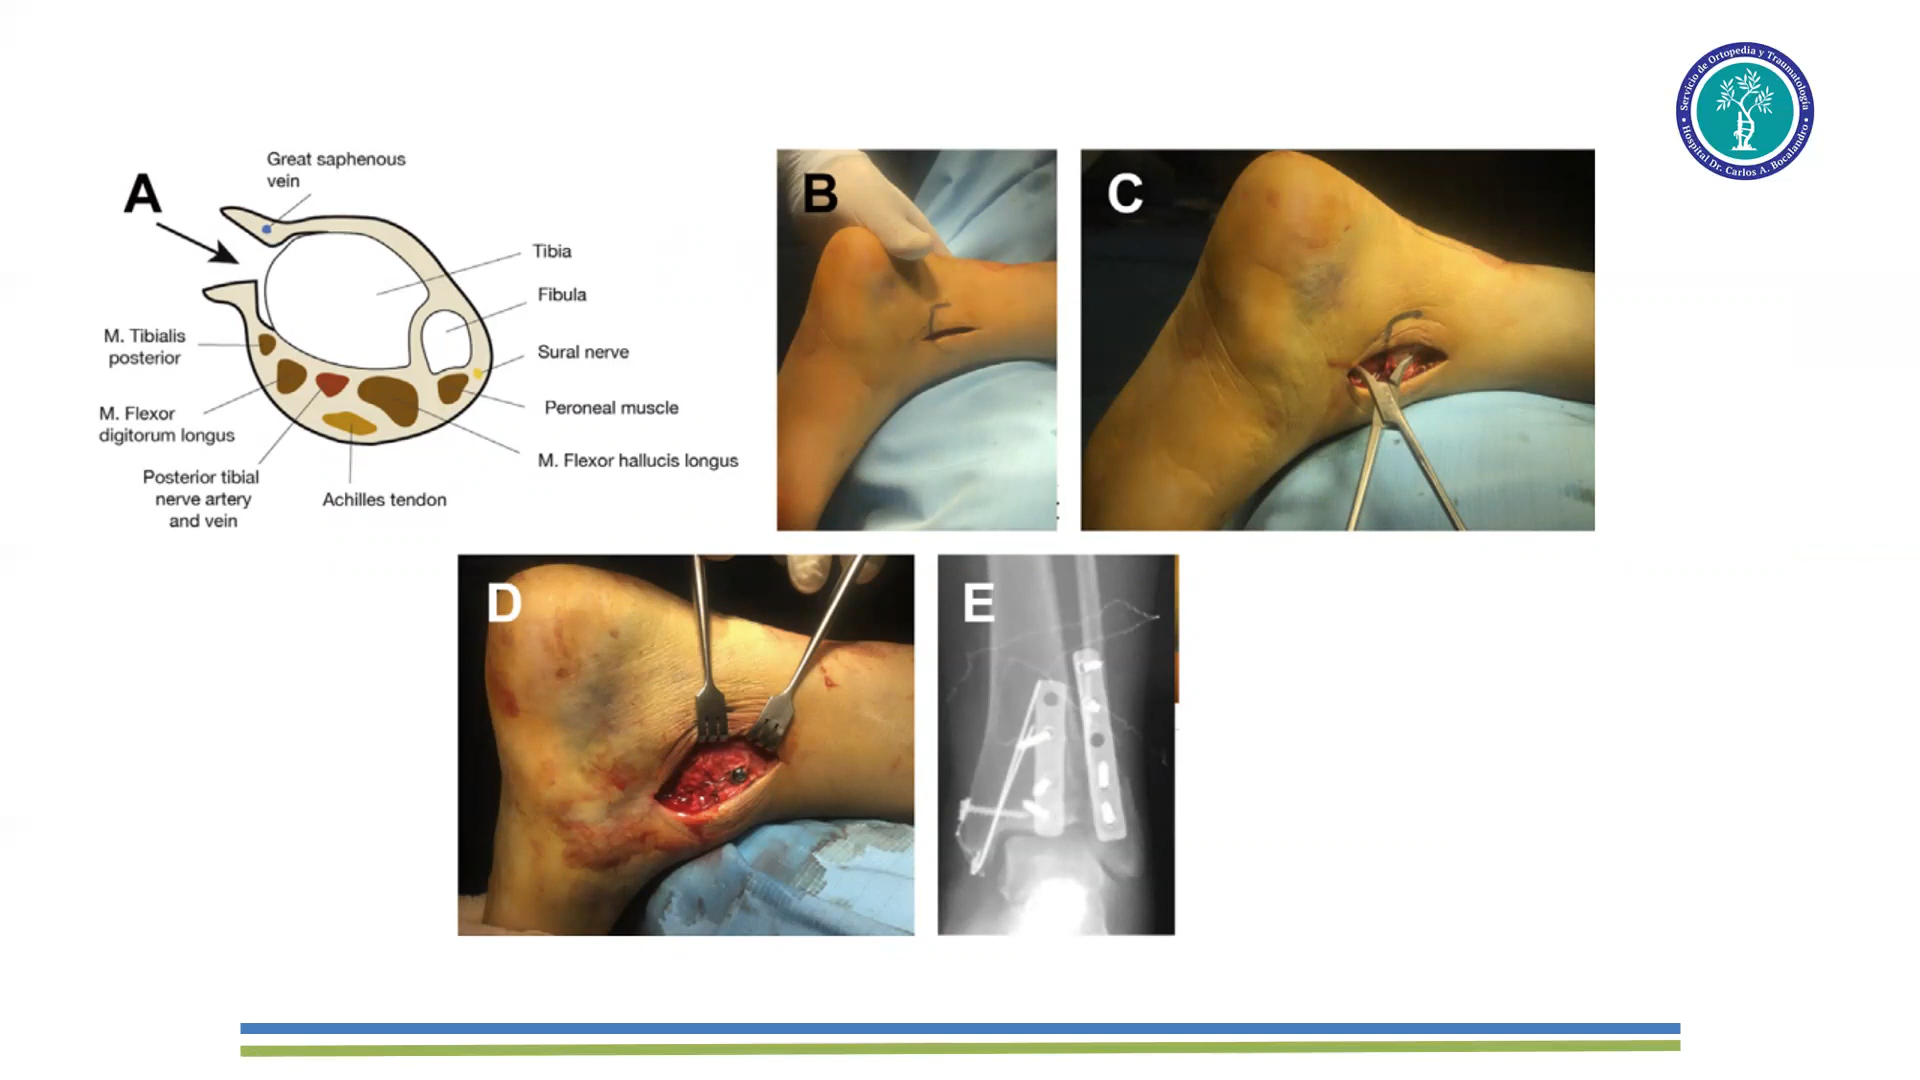 Servicio de Ortopedia y Traumatología
Hospital Dr. Carlos A. Bocalandro
A
Great saphenous
vein
Tibia
Fibula
M. Tibialis
posterior
Sural nerve
M. Flexor
digitorum longus
Peroneal muscle
M. Flexor hallucis longus
Posterior tibial
nerve artery
and vein
Achilles tendon
B
C
D
E